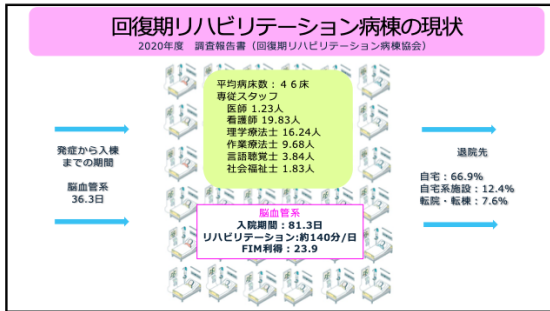 回復期リハビリテーション病棟の現状
2020年度　調査報告書（回復期リハビリテーション病棟協会）
発症から入棟
までの期間
脳血管系
36.3日
平均病床数：４６床
専従スタッフ
医師 1.23人
看護師 19.83人
理学療法士 16.24人
作業療法士 9.68人
言語聴覚士 3.84人
社会福祉士 1.83人
脳血管系
入院期間：81.3日
リハビリテーション:約140分/日
FIM利得：23.9
退院先
自宅：66.9%
自宅系施設：12.4%
転院・転棟：7.6%